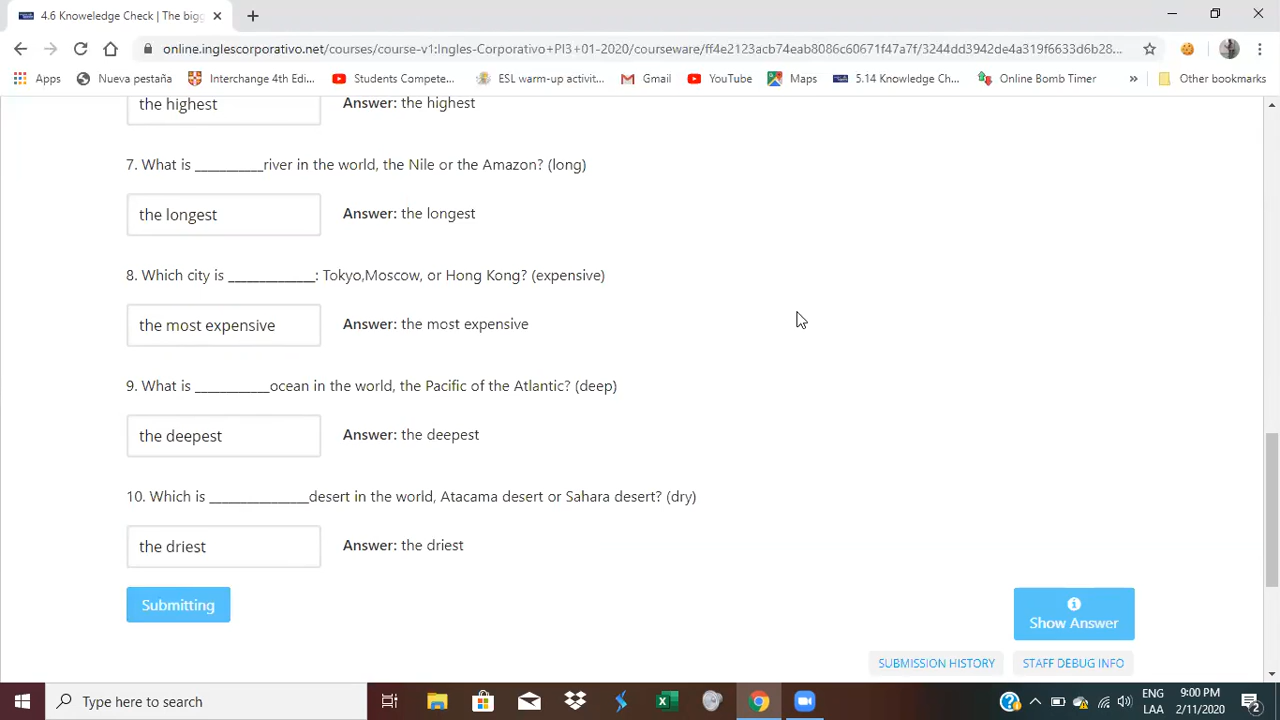 4.6 Knowledge Check | The bigg
online.inglescorporativo.net/courses/course-v1:Ingles-Corporativo+PI3+01-2020/courseware/ff4e2123acb74eab8086c60671f47a7f/3244dd3942de4a319f6633d6b28...
Apps Nueva pestaña Interchange 4th Edi... Students Compete... ESL warm-up activit... Gmail YouTube Maps 5.14 Knowledge Ch... Online Bomb Timer » Other bookmarks
the highest Answer: the highest
7. What is __________river in the world, the Nile or the Amazon? (long)
the longest Answer: the longest
8. Which city is _____________: Tokyo,Moscow, or Hong Kong? (expensive)
the most expensive Answer: the most expensive
9. What is ___________ocean in the world, the Pacific of the Atlantic? (deep)
the deepest Answer: the deepest
10. Which is _______________desert in the world, Atacama desert or Sahara desert? (dry)
the driest Answer: the driest
Submitting
Show Answer
SUBMISSION HISTORY STAFF DEBUG INFO
Type here to search
ENG 9:00 PM
LAA 2/11/2020 2